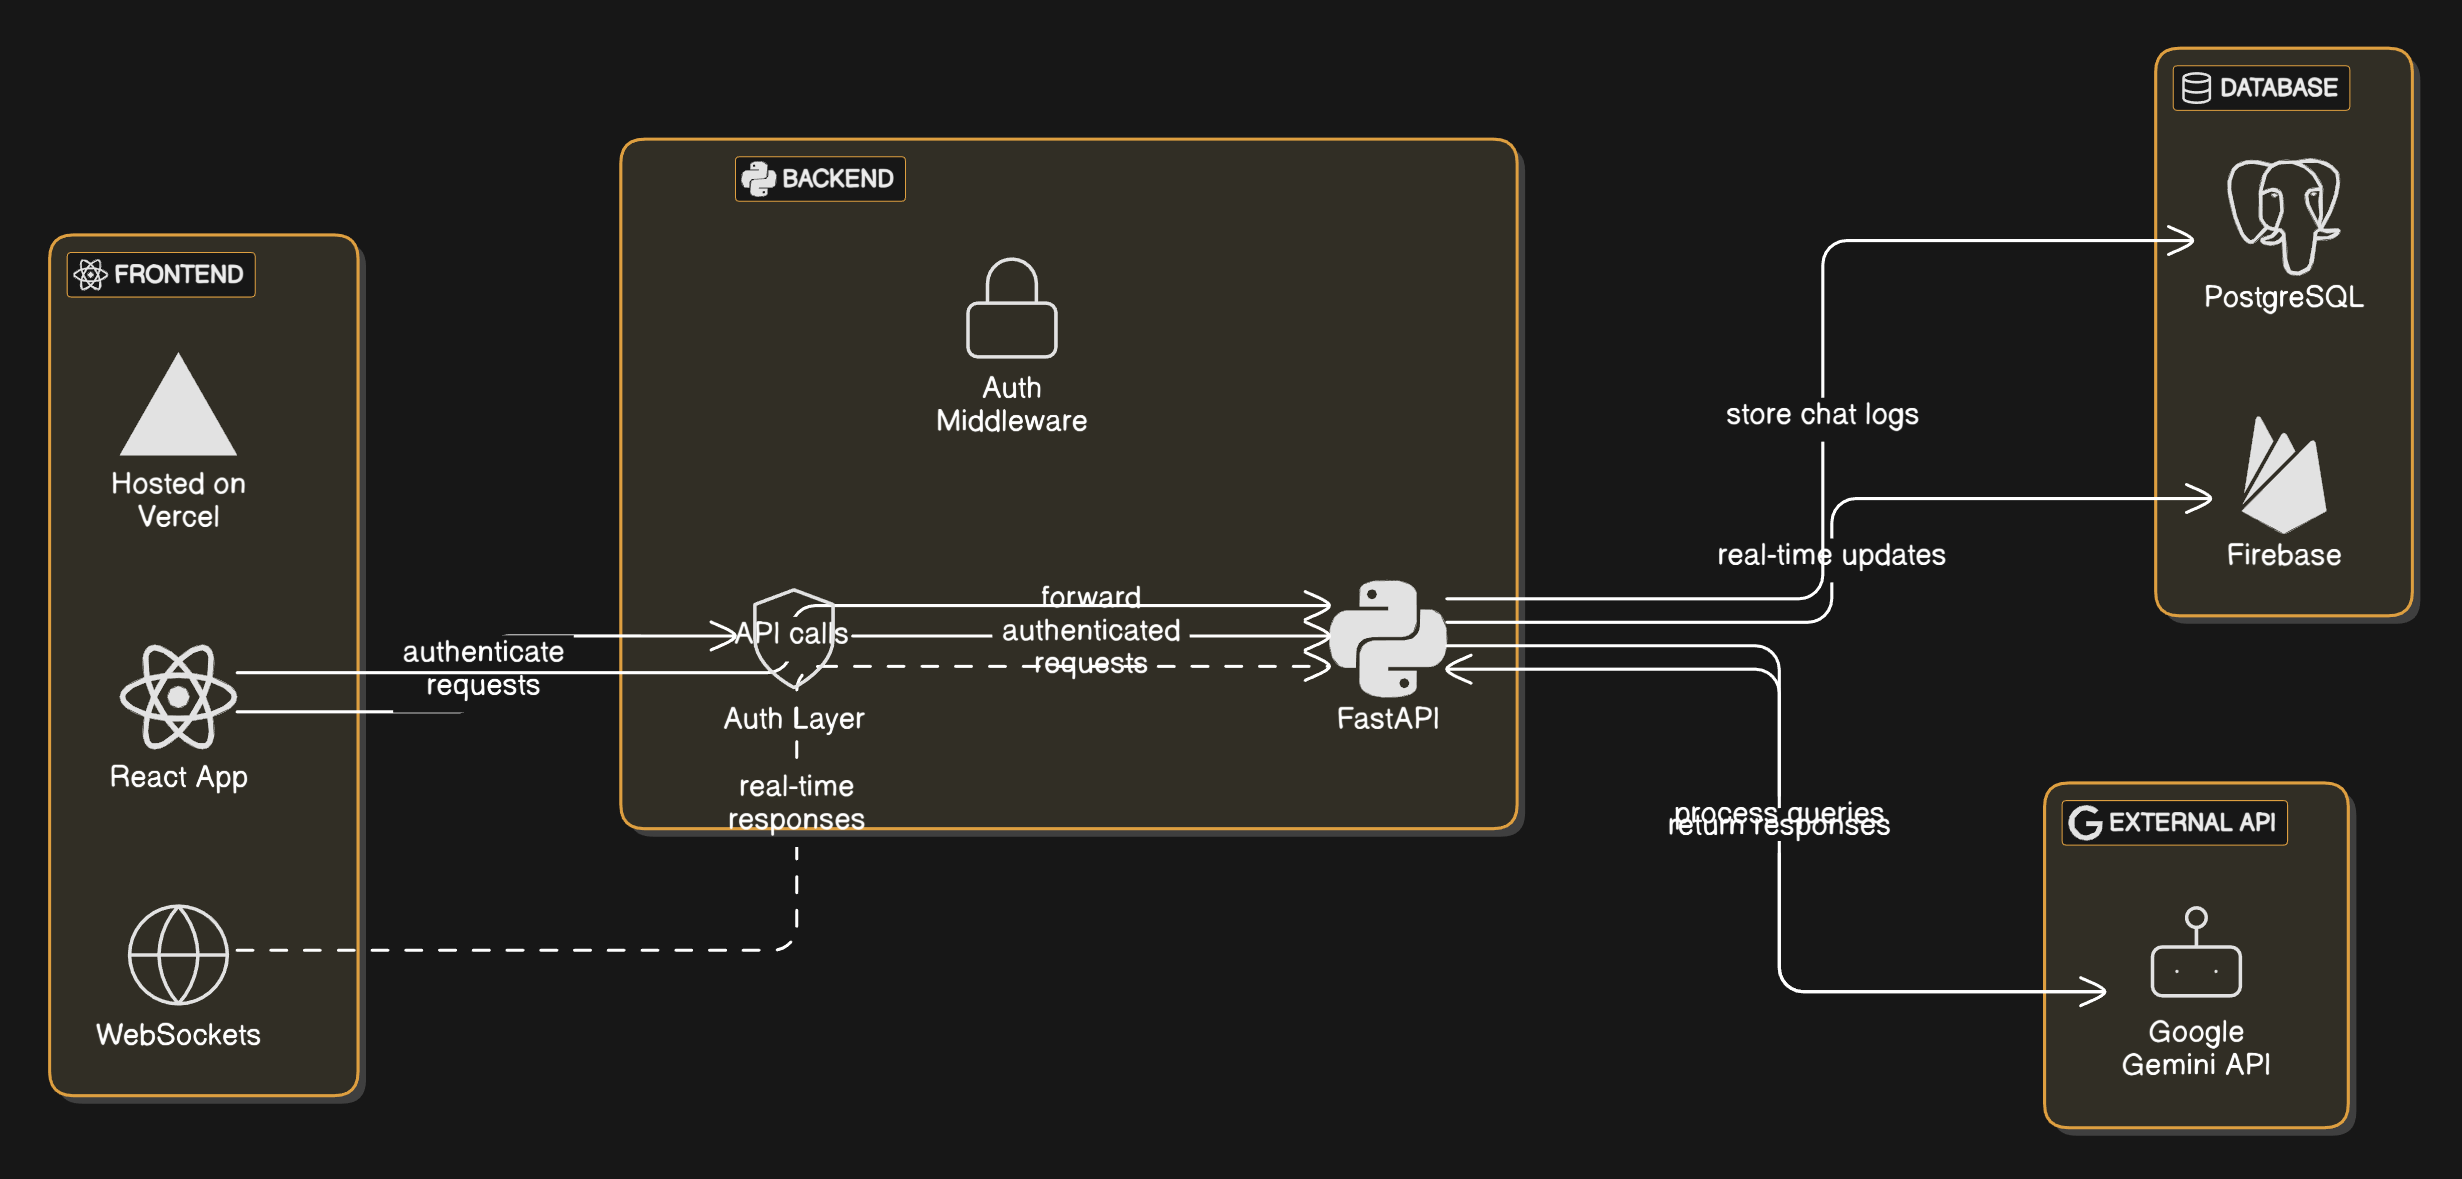 FRONTEND
Hosted on
Vercel
React App
WebSockets
authenticate
requests
BACKEND
Auth
Middleware
API calls
Auth Layer
real-time
responses
forward
authenticated
requests
FastAPI
store chat logs
real-time updates
process queries
return responses
DATABASE
PostgreSQL
Firebase
EXTERNAL API
Google
Gemini API